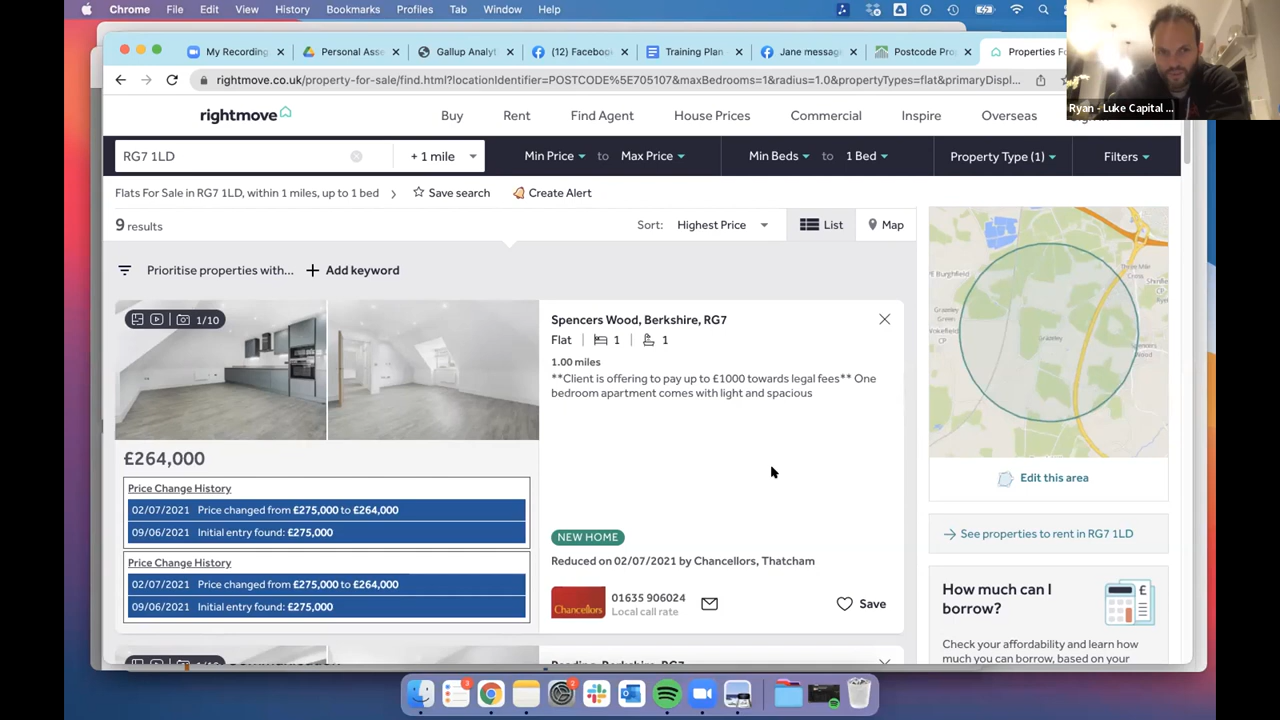 Chrome File Edit View History Bookmarks Profiles Tab Window Help
My Recording Personal Asse Gallup Analyt (12) Faceboo Training Plan Jane messag Postcode Pro Properties Fo
rightmove.co.uk/property-for-sale/find.html?locationIdentifier=POSTCODE%5E705107&maxBedrooms=1&radius=1.0&propertyTypes=flat&primaryDispl...
Ryan - Luke Capital ...
rightmove
Buy Rent Find Agent House Prices Commercial Inspire Overseas
RG7 1LD + 1 mile Min Price to Max Price Min Beds to 1 Bed Property Type (1) Filters
Flats For Sale in RG7 1LD, within 1 miles, up to 1 bed Save search Create Alert
9 results Sort: Highest Price List Map
Prioritise properties with... Add keyword
1/10
Spencers Wood, Berkshire, RG7
Flat 1 1
1.00 miles
**Client is offering to pay up to £1000 towards legal fees** One
bedroom apartment comes with light and spacious
£264,000
Price Change History
02/07/2021 Price changed from £275,000 to £264,000
09/06/2021 Initial entry found: £275,000
Price Change History
02/07/2021 Price changed from £275,000 to £264,000
09/06/2021 Initial entry found: £275,000
NEW HOME
Reduced on 02/07/2021 by Chancellors, Thatcham
Chancellors
01635 906024
Local call rate
Save
Three Mile
Cross
Grazeley
Spencers
Wood
Edit this area
See properties to rent in RG7 1LD
How much can I
borrow?
Check your affordability and learn how
much you can borrow, based on your
Reading, Berkshire, RG7